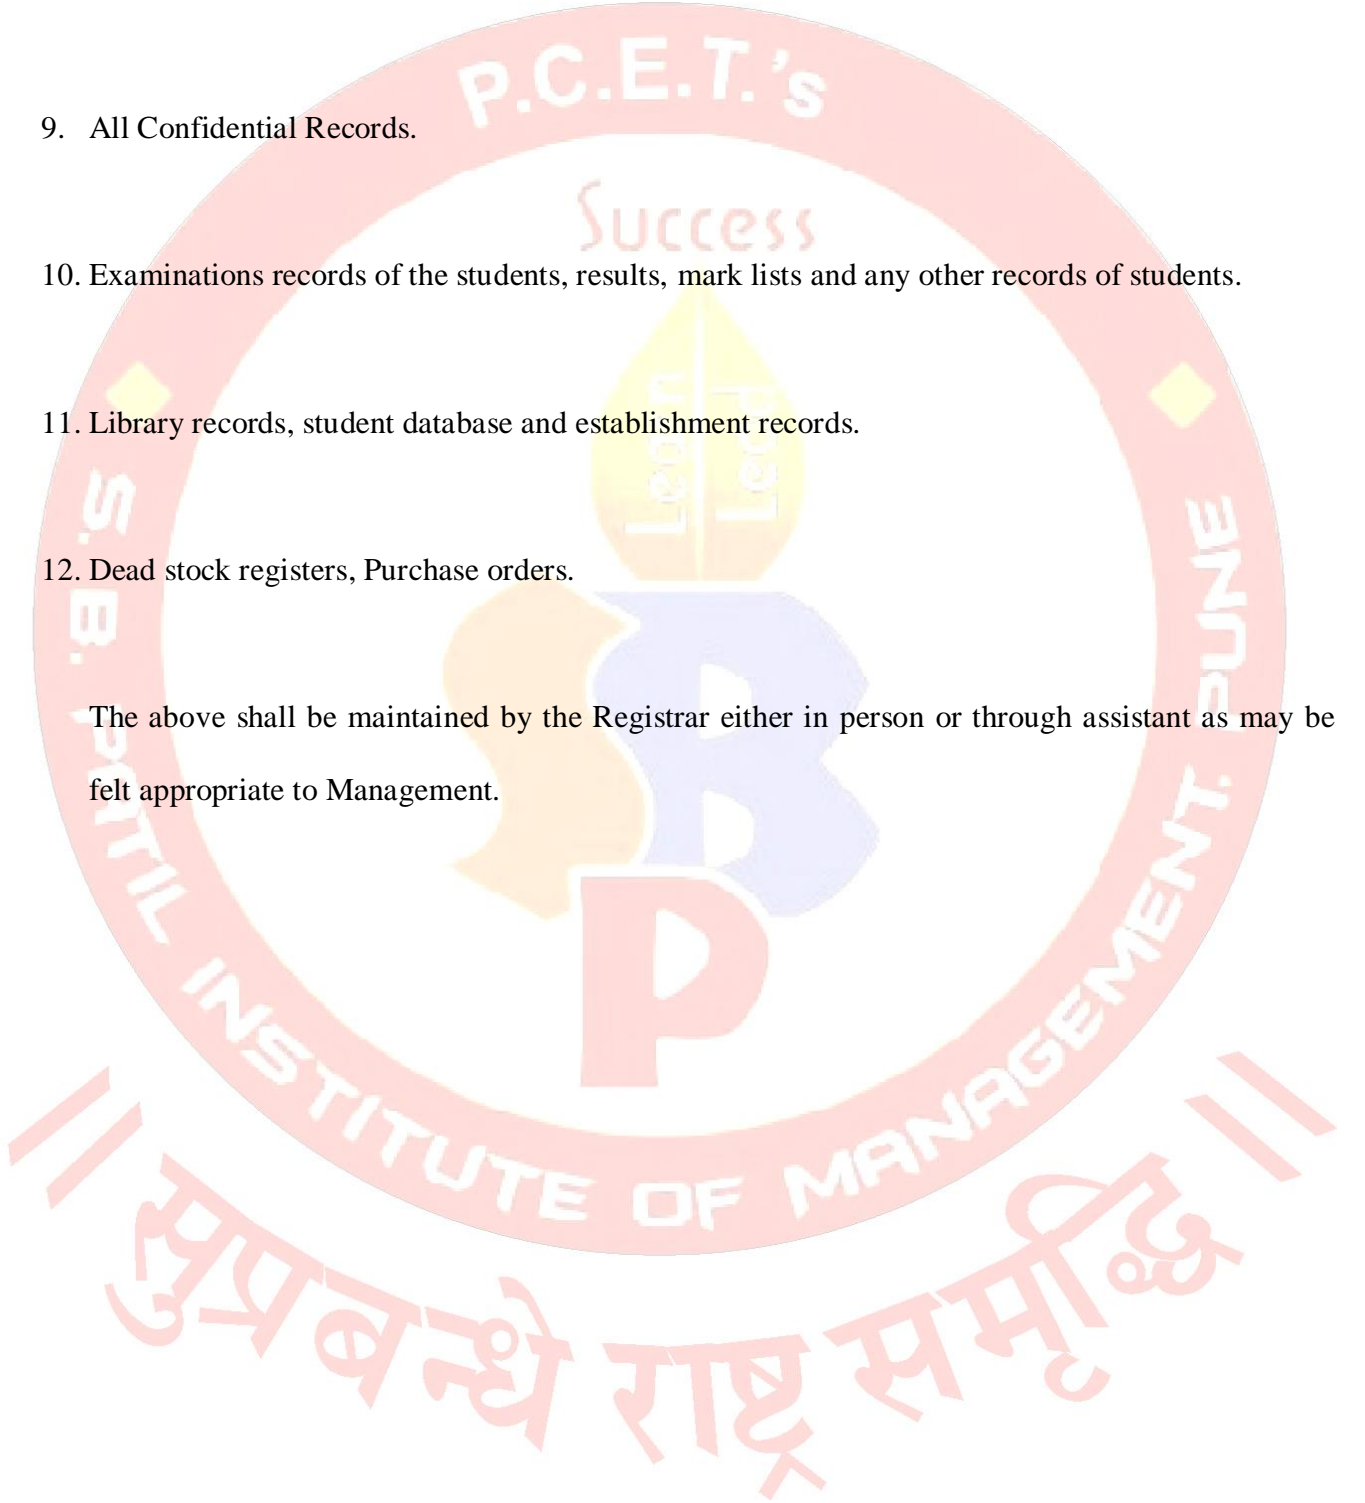 P.C.E.T.'s
9. All Confidential Records.
Success
10. Examinations records of the students, results, mark lists and any other records of students.
Learn
Lead
11. Library records, student database and establishment records.
12. Dead stock registers, Purchase orders.
The above shall be maintained by the Registrar either in person or through assistant as may be
felt appropriate to Management.
SBP
S. B. PATIL INSTITUTE OF MANAGEMENT, PUNE
|| सुप्रबन्धे राष्ट्र समृद्धि ||